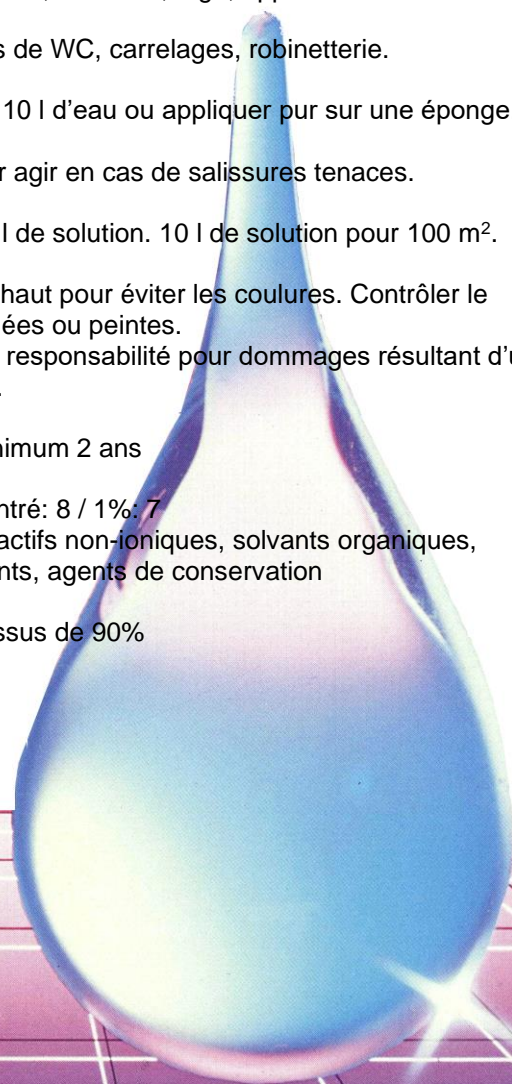 s de WC, carrelages, robinetterie.
10 l d'eau ou appliquer pur sur une éponge
r agir en cas de salissures tenaces.
l de solution. 10 l de solution pour 100 m².
haut pour éviter les coulures. Contrôler le
ées ou peintes.
responsabilité pour dommages résultant d'u
nimum 2 ans
ntré: 8 / 1%: 7
actifs non-ioniques, solvants organiques,
nts, agents de conservation
ssus de 90%